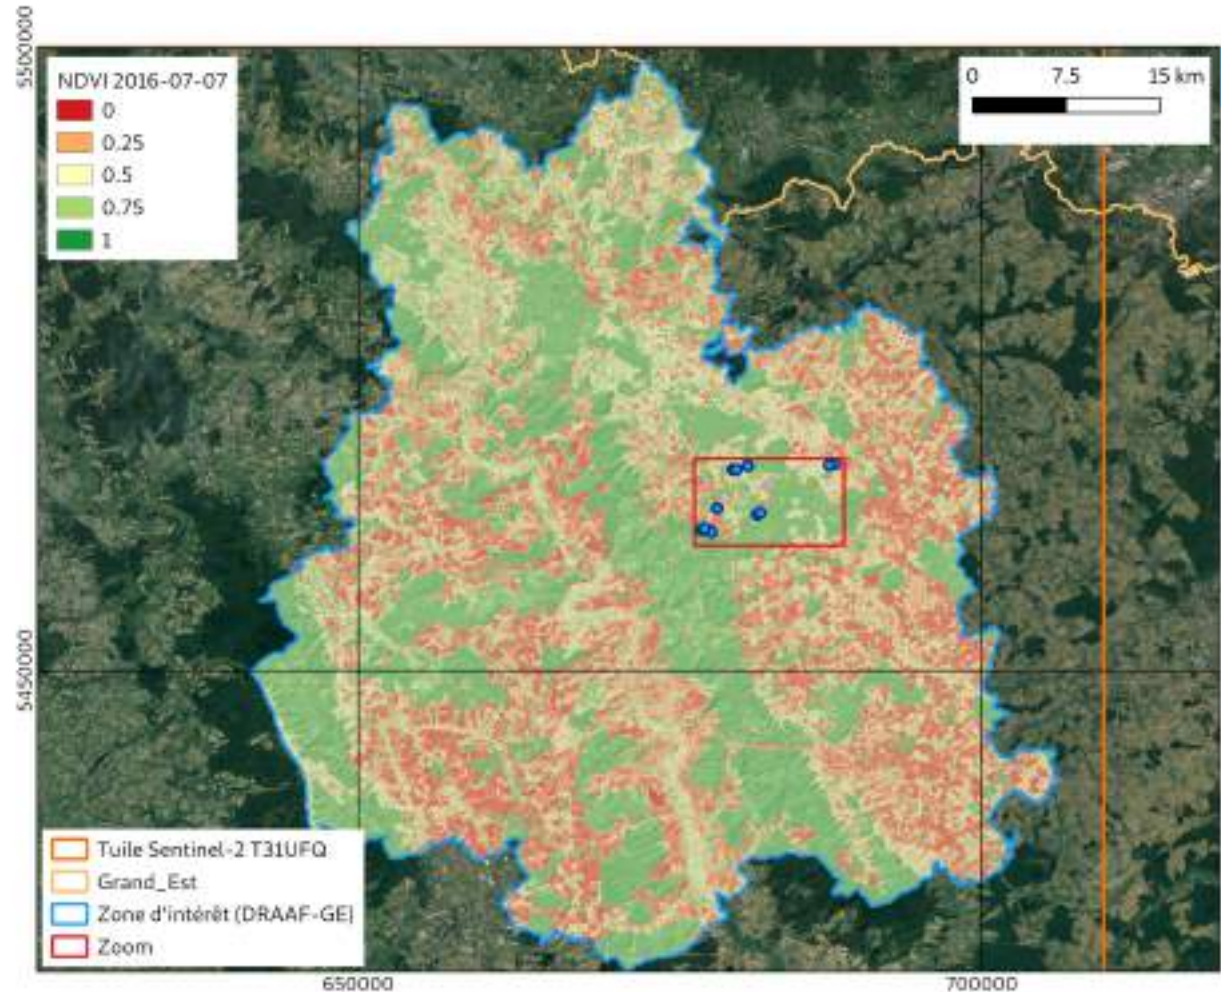 5500000
NDVI 2016-07-07
0
0.25
0.5
0.75
1
0 7.5 15 km
5450000
Tuile Sentinel-2 T31UFQ
Grand_Est
Zone d'intérêt (DRAAF-GE)
Zoom
650000 700000